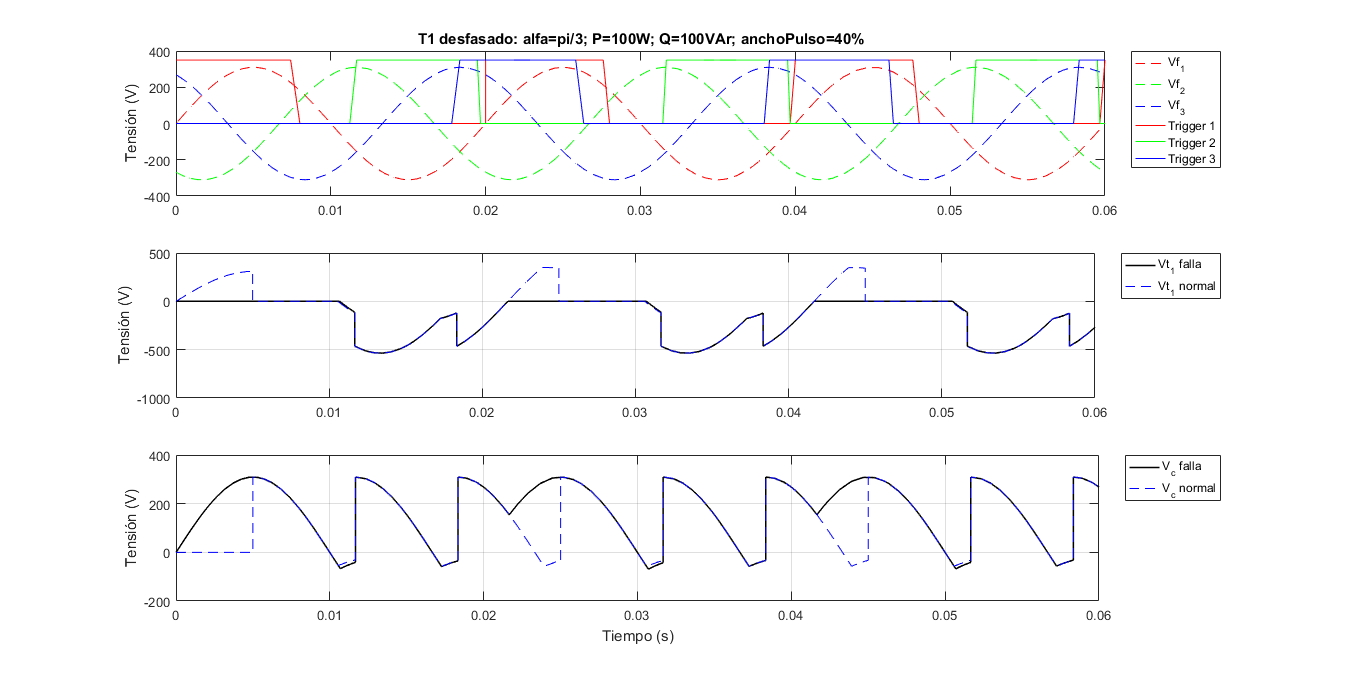 T1 desfasado: alfa=pi/3; P=100W; Q=100VAr; anchoPulso=40%
400
200
0
-200
-400
Tensión (V)
0 0.01 0.02 0.03 0.04 0.05 0.06
Vf1
Vf2
Vf3
Trigger 1
Trigger 2
Trigger 3
500
0
-500
-1000
Tensión (V)
0 0.01 0.02 0.03 0.04 0.05 0.06
Vt1 falla
Vt1 normal
400
200
0
-200
Tensión (V)
0 0.01 0.02 0.03 0.04 0.05 0.06
Tiempo (s)
Vc falla
Vc normal